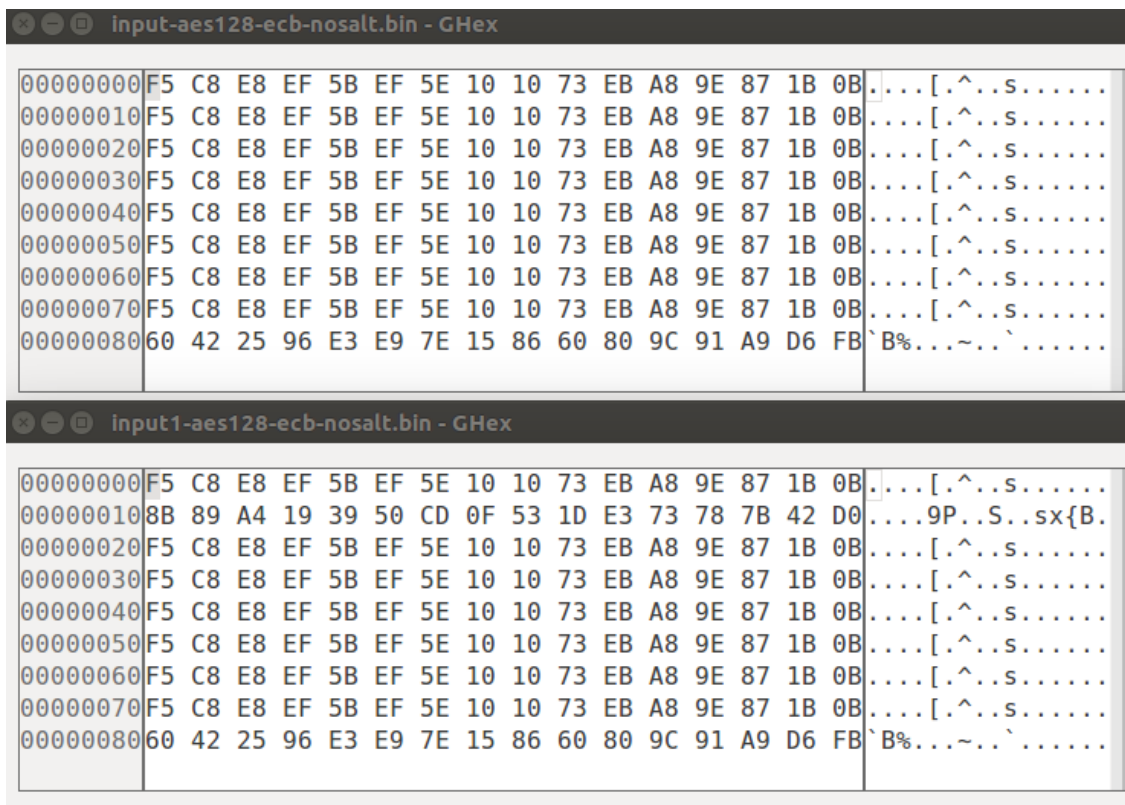 input-aes128-ecb-nosalt.bin - GHex
00000000F5 C8 E8 EF 5B EF 5E 10 10 73 EB A8 9E 87 1B 0B....[.^..s......
00000010F5 C8 E8 EF 5B EF 5E 10 10 73 EB A8 9E 87 1B 0B....[.^..s......
00000020F5 C8 E8 EF 5B EF 5E 10 10 73 EB A8 9E 87 1B 0B....[.^..s......
00000030F5 C8 E8 EF 5B EF 5E 10 10 73 EB A8 9E 87 1B 0B....[.^..s......
00000040F5 C8 E8 EF 5B EF 5E 10 10 73 EB A8 9E 87 1B 0B....[.^..s......
00000050F5 C8 E8 EF 5B EF 5E 10 10 73 EB A8 9E 87 1B 0B....[.^..s......
00000060F5 C8 E8 EF 5B EF 5E 10 10 73 EB A8 9E 87 1B 0B....[.^..s......
00000070F5 C8 E8 EF 5B EF 5E 10 10 73 EB A8 9E 87 1B 0B....[.^..s......
0000008060 42 25 96 E3 E9 7E 15 86 60 80 9C 91 A9 D6 FB`B%...~..`......
input1-aes128-ecb-nosalt.bin - GHex
00000000F5 C8 E8 EF 5B EF 5E 10 10 73 EB A8 9E 87 1B 0B....[.^..s......
000000108B 89 A4 19 39 50 CD 0F 53 1D E3 73 78 7B 42 D0....9P..S..sx{B.
00000020F5 C8 E8 EF 5B EF 5E 10 10 73 EB A8 9E 87 1B 0B....[.^..s......
00000030F5 C8 E8 EF 5B EF 5E 10 10 73 EB A8 9E 87 1B 0B....[.^..s......
00000040F5 C8 E8 EF 5B EF 5E 10 10 73 EB A8 9E 87 1B 0B....[.^..s......
00000050F5 C8 E8 EF 5B EF 5E 10 10 73 EB A8 9E 87 1B 0B....[.^..s......
00000060F5 C8 E8 EF 5B EF 5E 10 10 73 EB A8 9E 87 1B 0B....[.^..s......
00000070F5 C8 E8 EF 5B EF 5E 10 10 73 EB A8 9E 87 1B 0B....[.^..s......
0000008060 42 25 96 E3 E9 7E 15 86 60 80 9C 91 A9 D6 FB`B%...~..`......